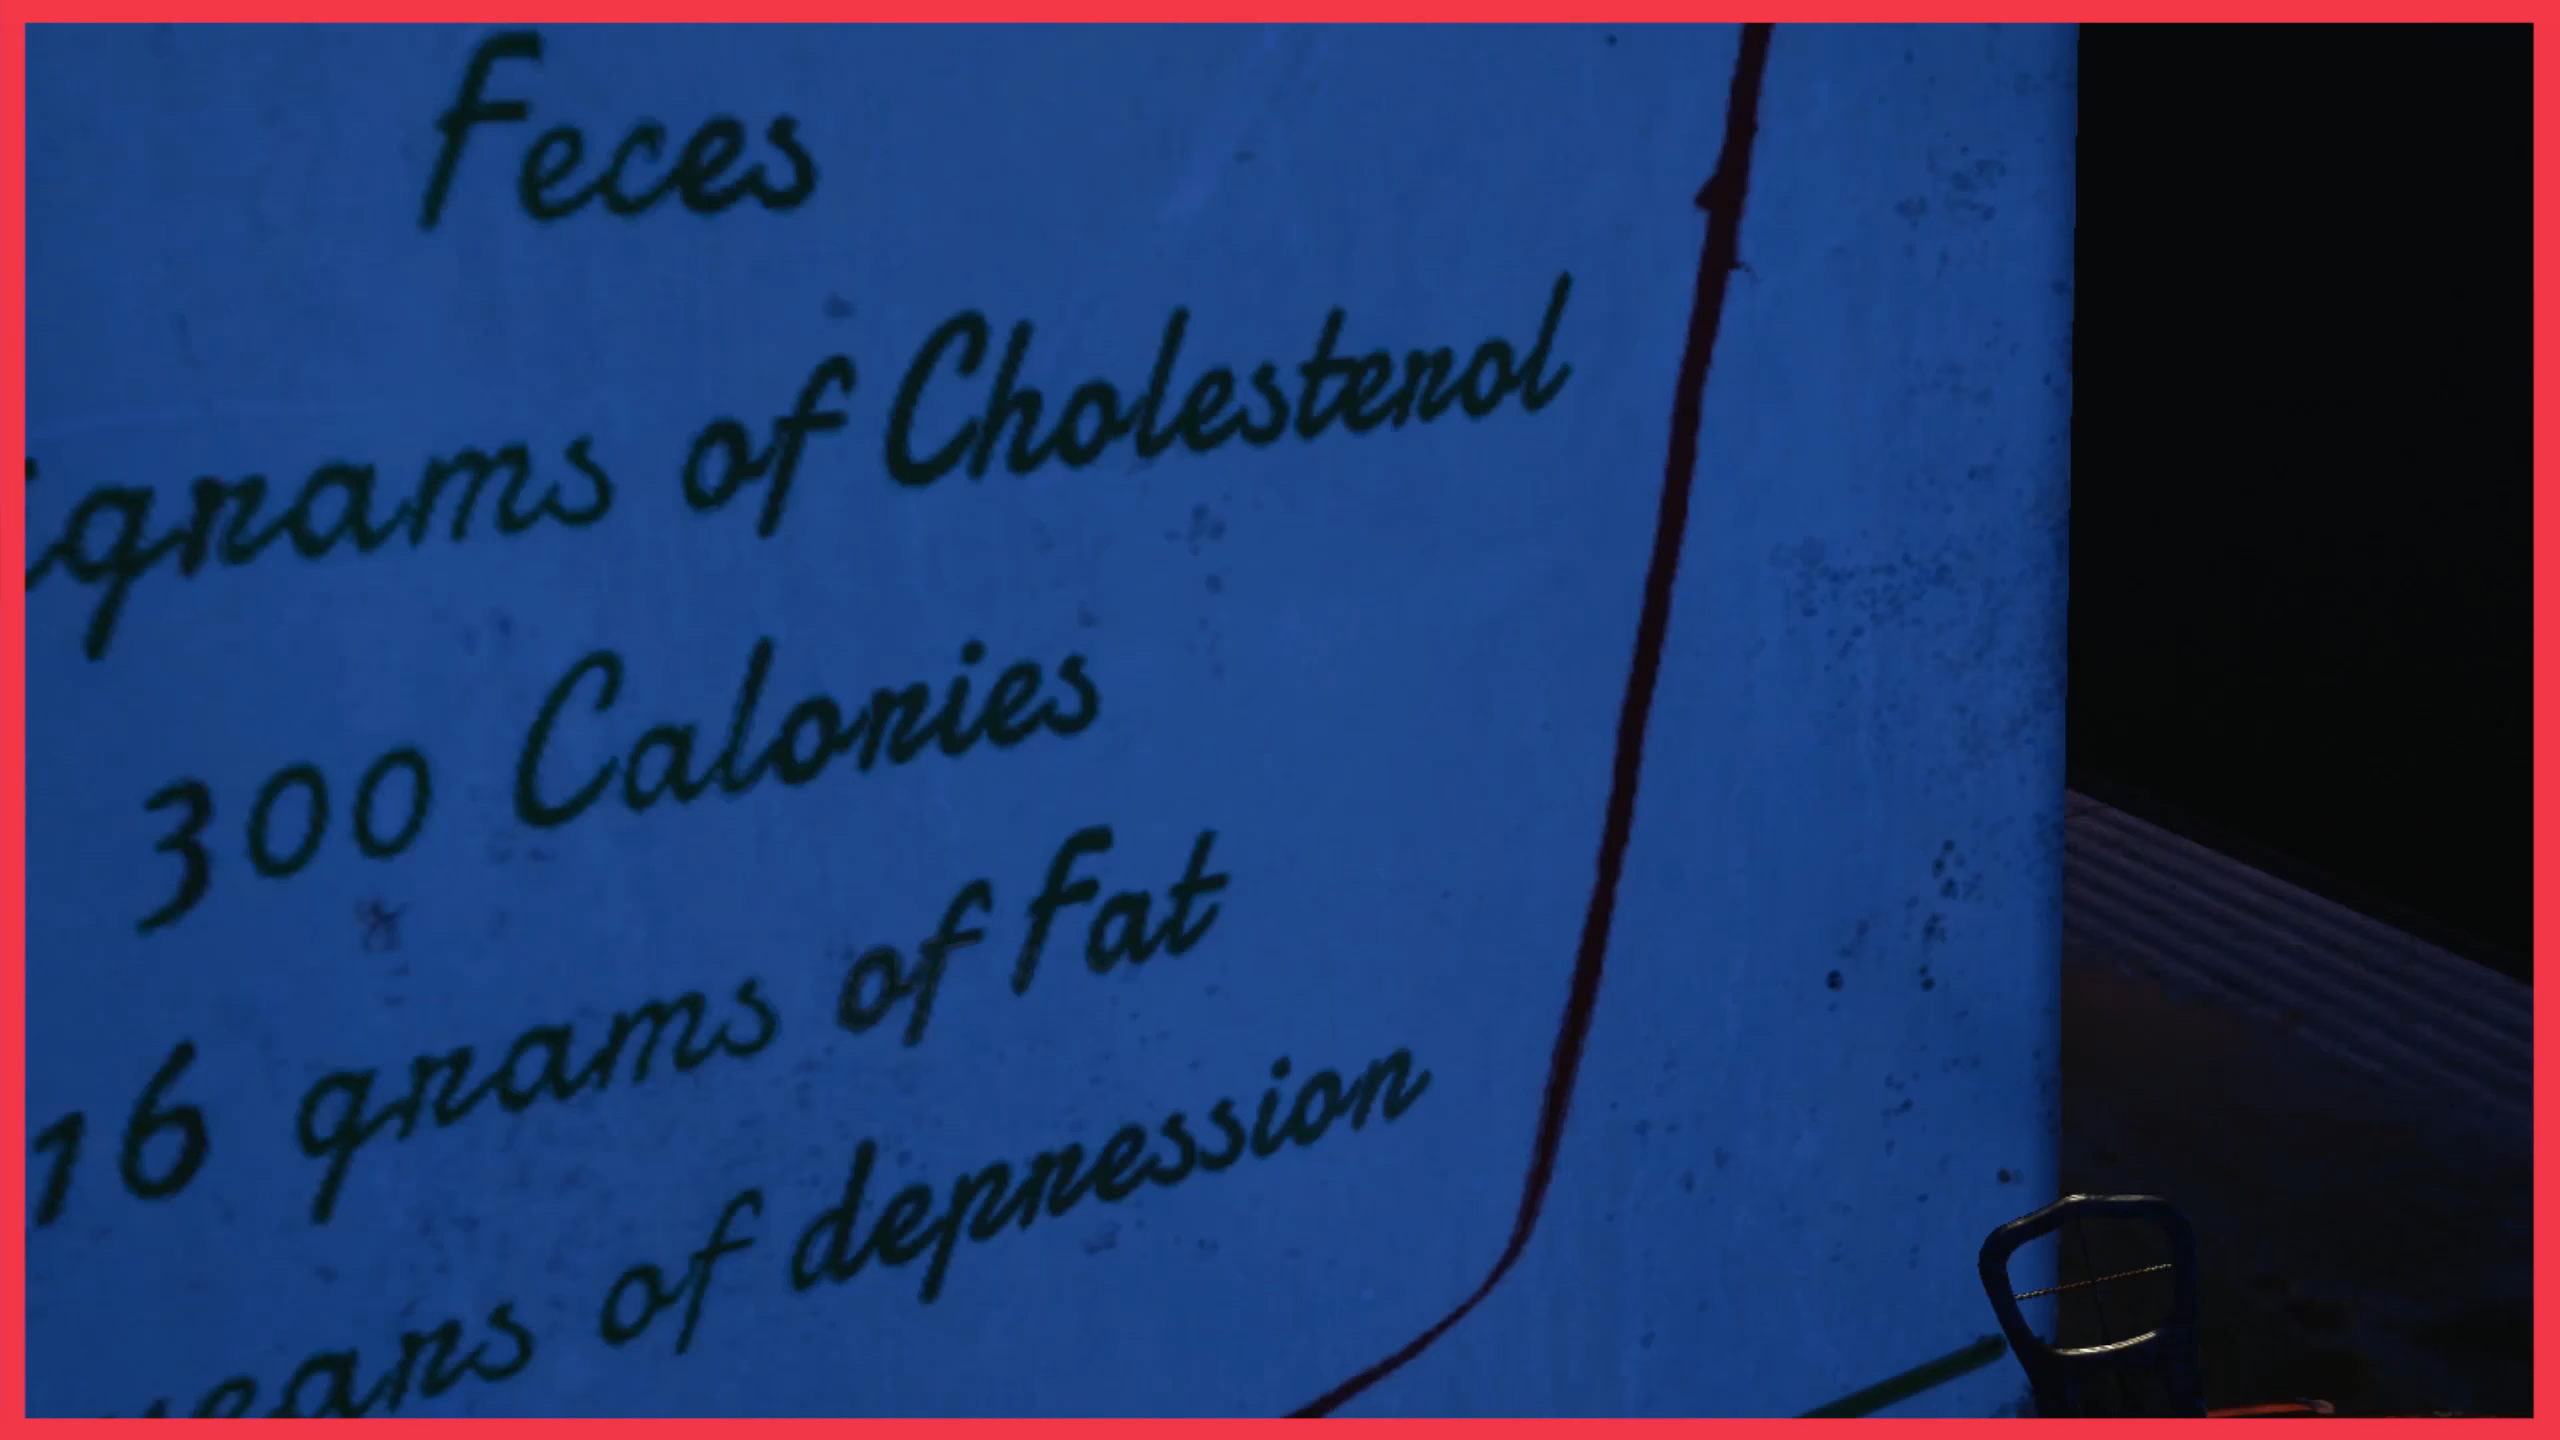 Feces
grams of Cholesterol
300 Calories
16 grams of Fat
of depression